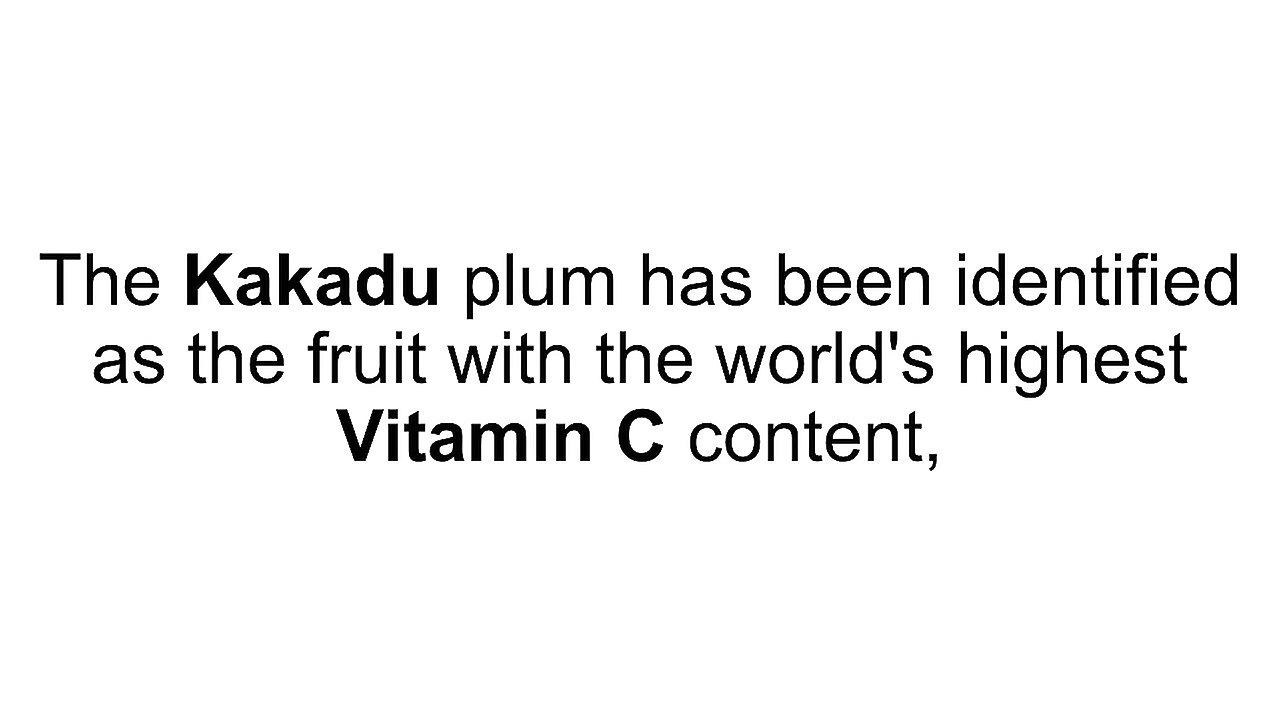 The Kakadu plum has been identified
as the fruit with the world's highest
Vitamin C content,